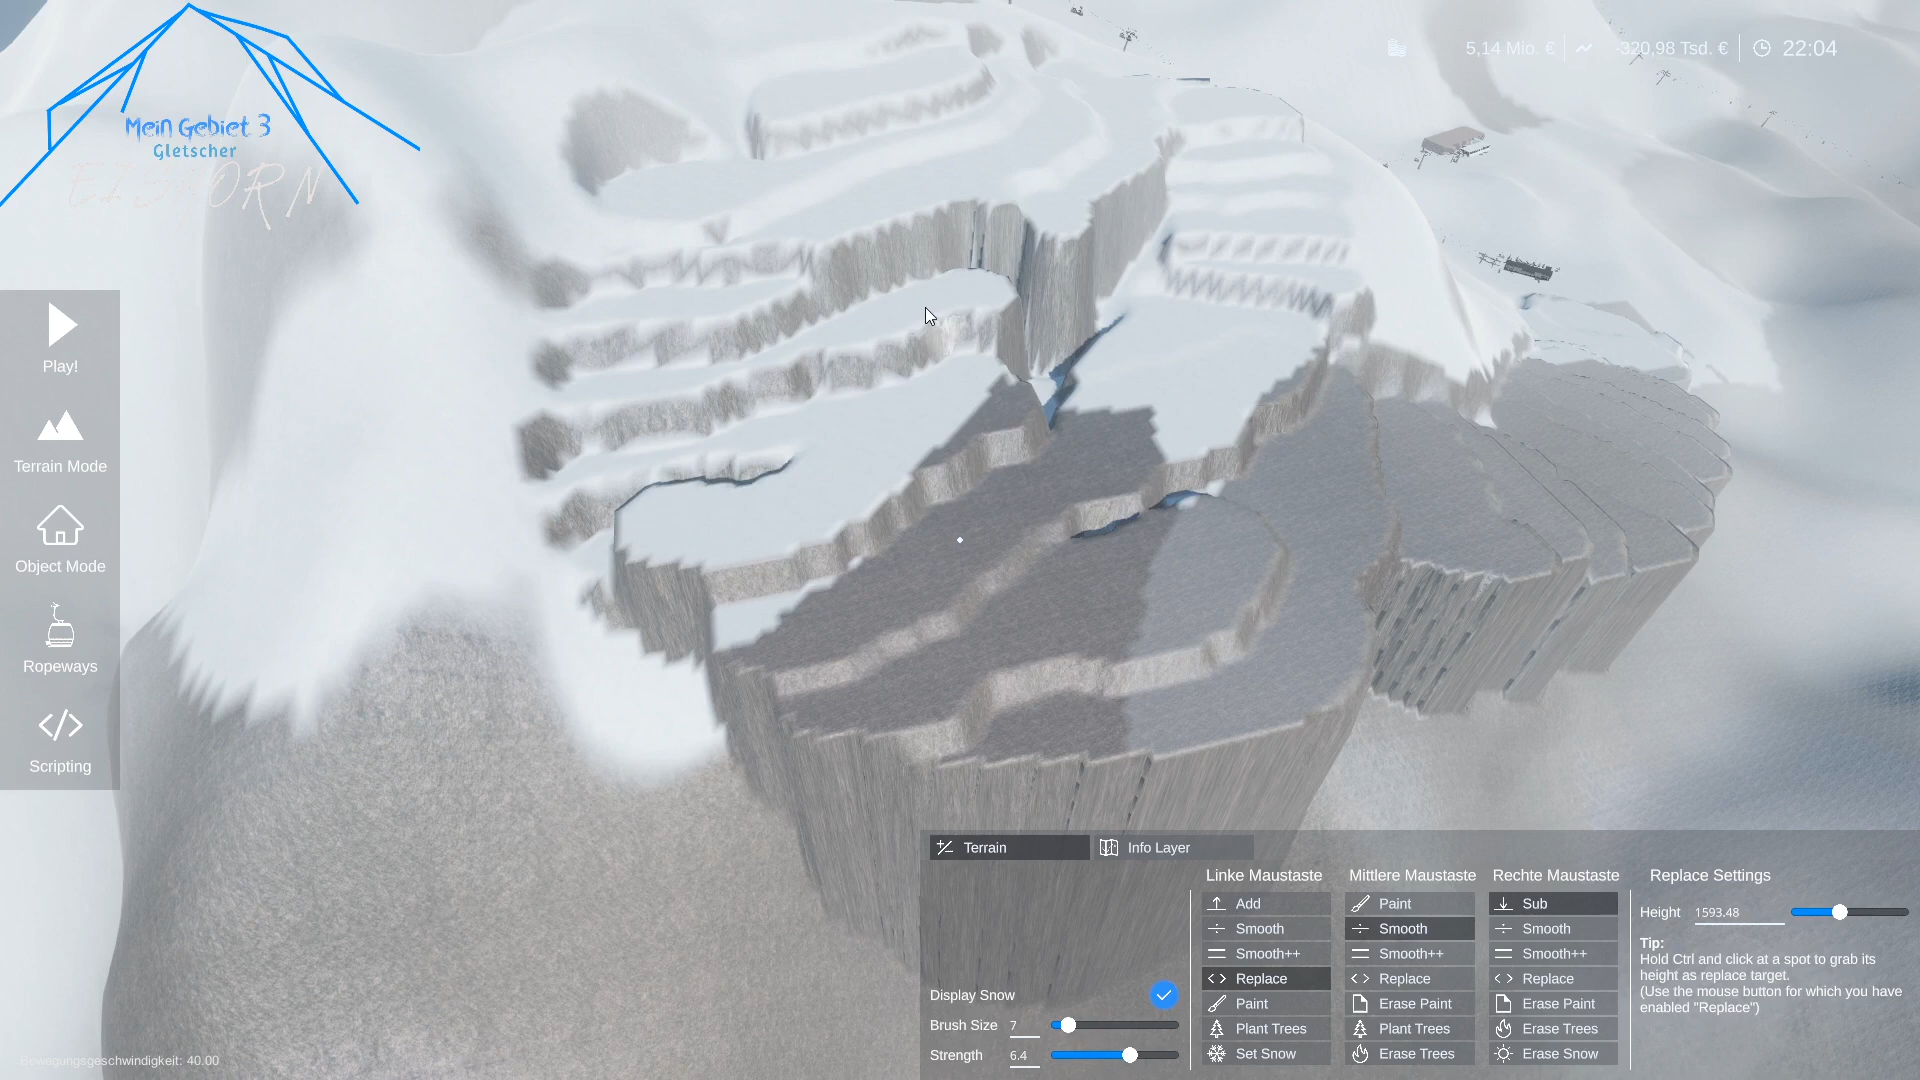 5,14 Mio. €
-320,98 Tsd. €
22:04
Mein Gebiet 3
Gletscher
EISHORN
Play!
Terrain Mode
Object Mode
Ropeways
Scripting
Bewegungsgeschwindigkeit: 40.00
Terrain
Info Layer
Display Snow
Brush Size 7
Strength 6.4
Linke Maustaste
Add
Smooth
Smooth++
Replace
Paint
Plant Trees
Set Snow
Mittlere Maustaste
Paint
Smooth
Smooth++
Replace
Erase Paint
Plant Trees
Erase Trees
Rechte Maustaste
Sub
Smooth
Smooth++
Replace
Erase Paint
Erase Trees
Erase Snow
Replace Settings
Height 1593.48
Tip:
Hold Ctrl and click at a spot to grab its
height as replace target.
(Use the mouse button for which you have
enabled "Replace")